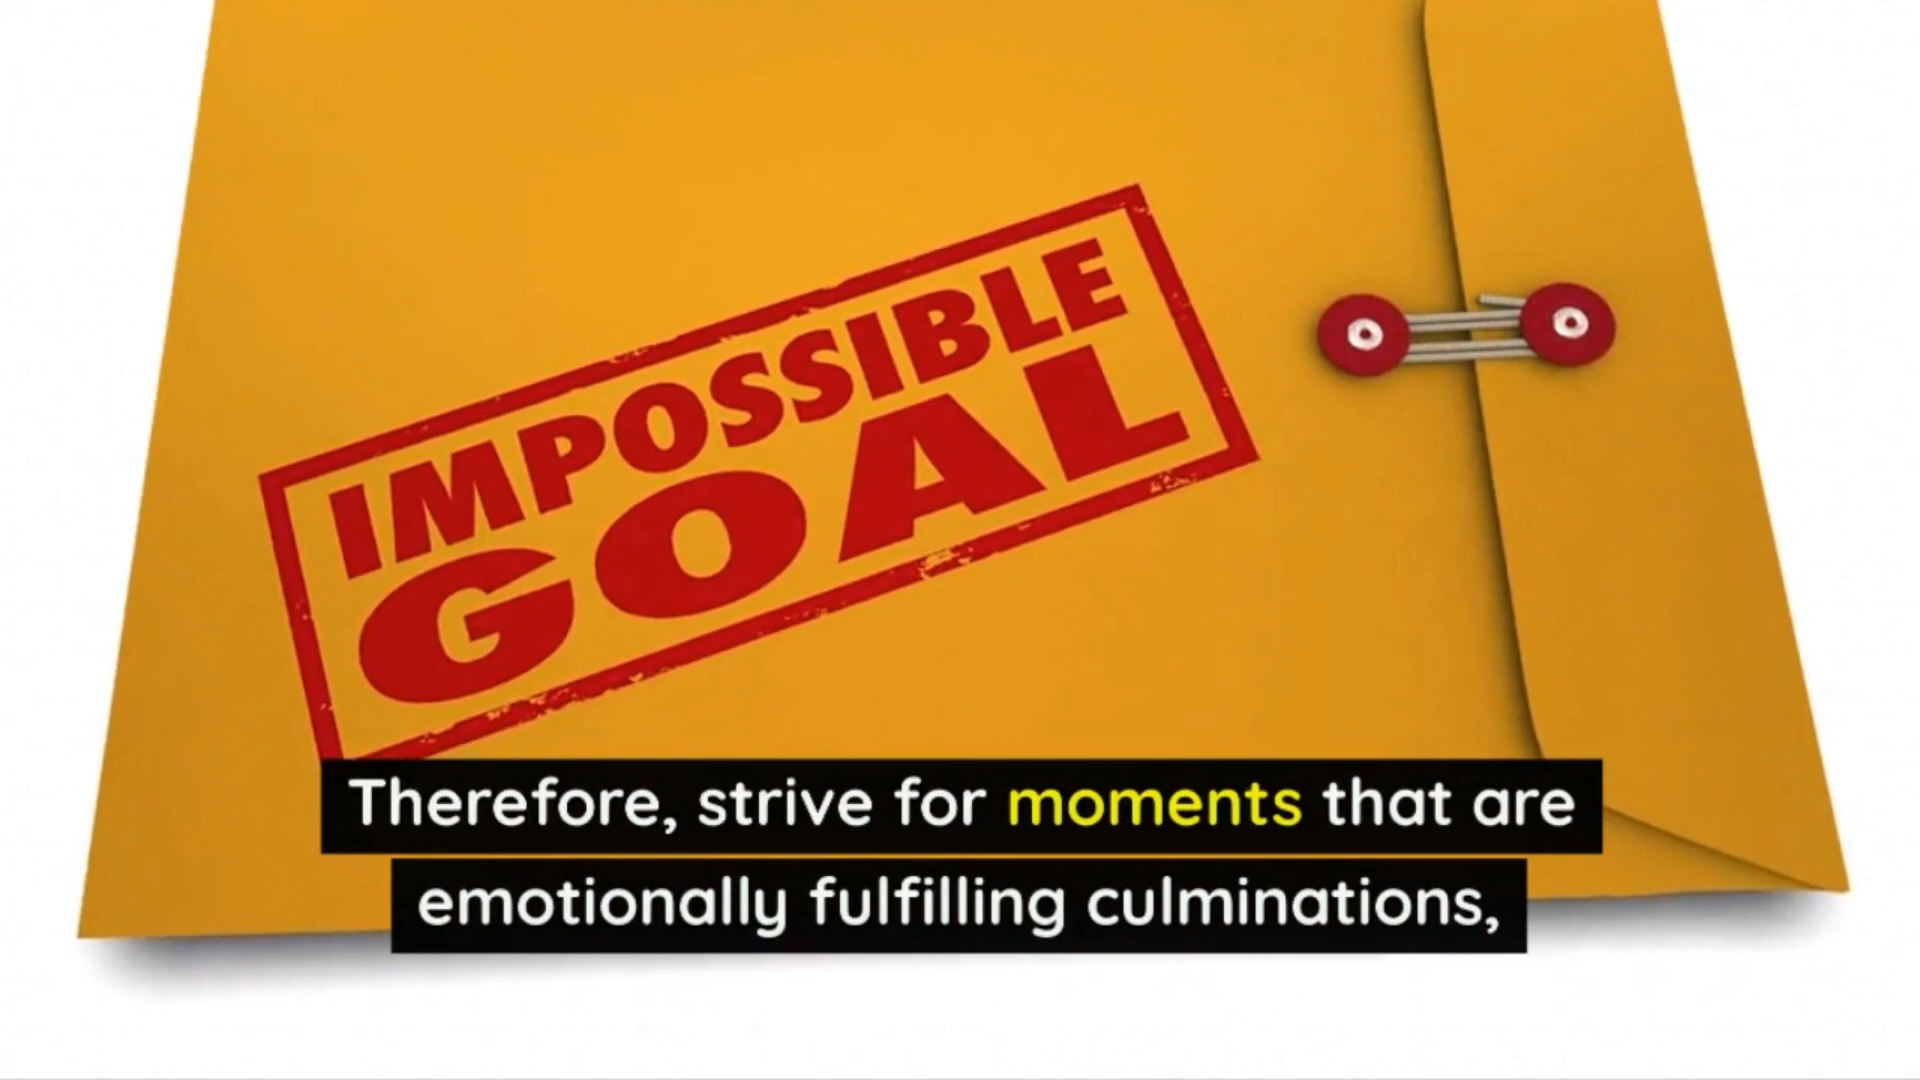 IMPOSSIBLE
GOAL
Therefore, strive for moments that are
emotionally fulfilling culminations,